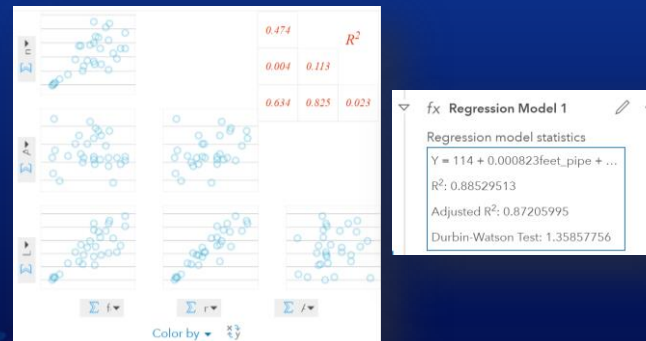 0.474
R²
0.004 0.113
0.634 0.825 0.023
Σ n
Σ A
Σ L
Σ f
Σ r
Σ
Color by
x
y
fx Regression Model 1
Regression model statistics
Y = 114 + 0.000823feet_pipe + ...
R²: 0.88529513
Adjusted R²: 0.87205995
Durbin-Watson Test: 1.35857756